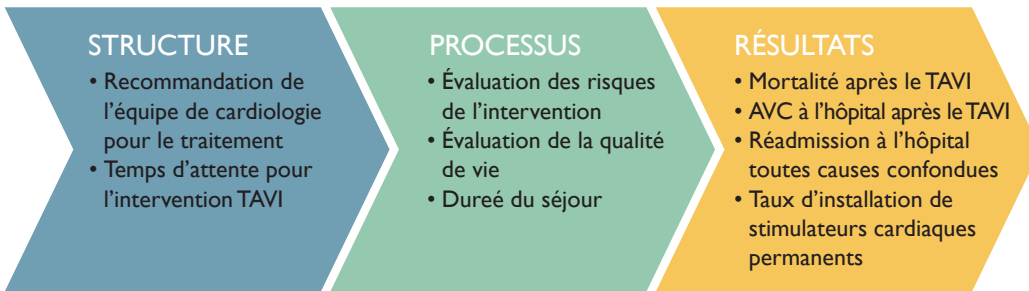 STRUCTURE
• Recommandation de
l'équipe de cardiologie
pour le traitement
• Temps d'attente pour
l'intervention TAVI
PROCESSUS
• Évaluation des risques
de l'intervention
• Évaluation de la qualité
de vie
• Dureé du séjour
RÉSULTATS
• Mortalité après le TAVI
• AVC à l'hôpital après le TAVI
• Réadmission à l'hôpital
toutes causes confondues
• Taux d'installation de
stimulateurs cardiaques
permanents